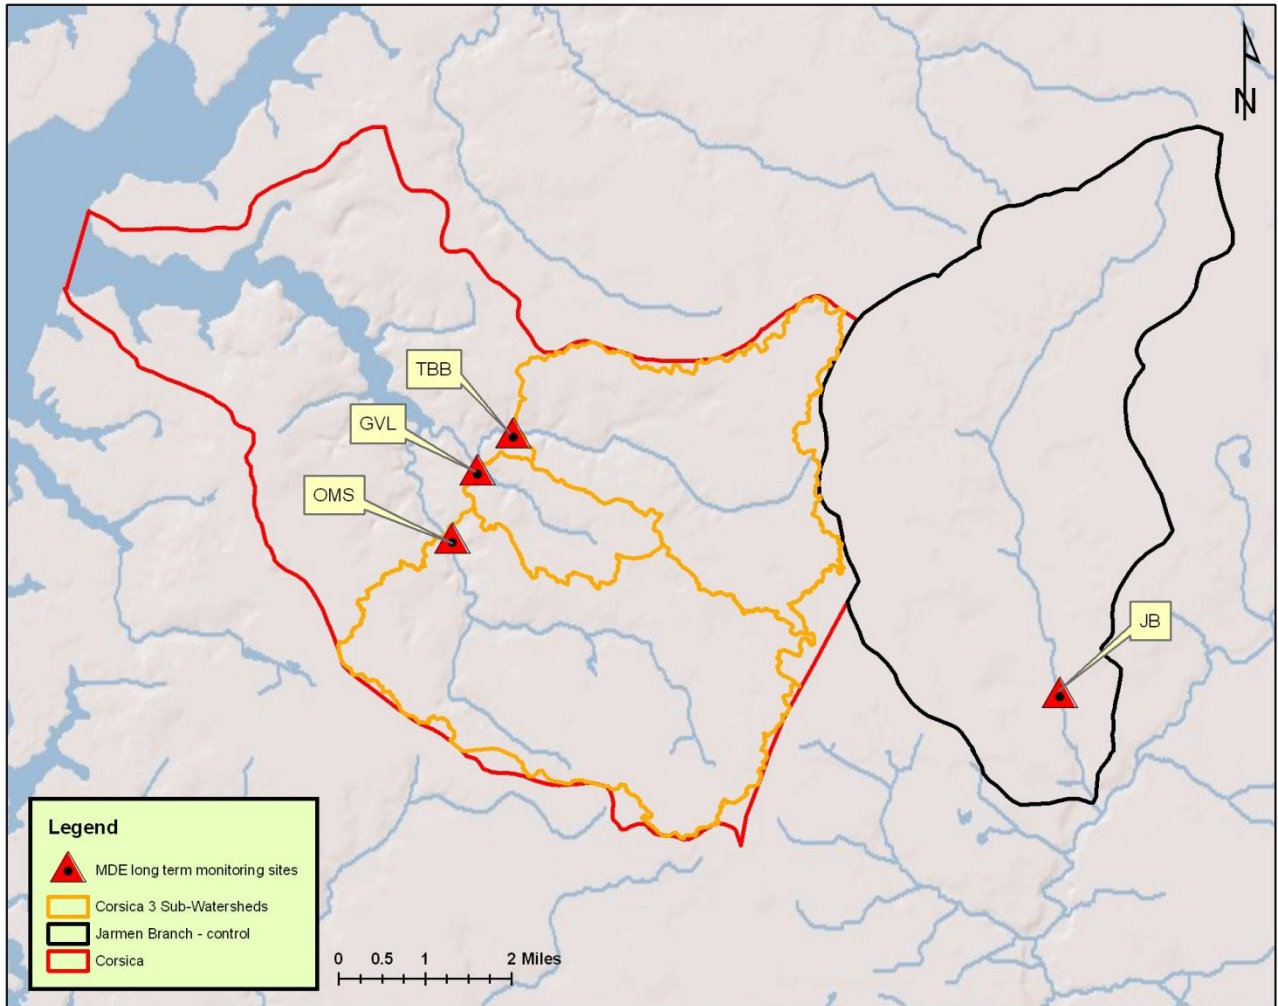 N
TBB
GVL
OMS
JB
Legend
MDE long term monitoring sites
Corsica 3 Sub-Watersheds
Jarmen Branch - control
Corsica
0 0.5 1 2 Miles